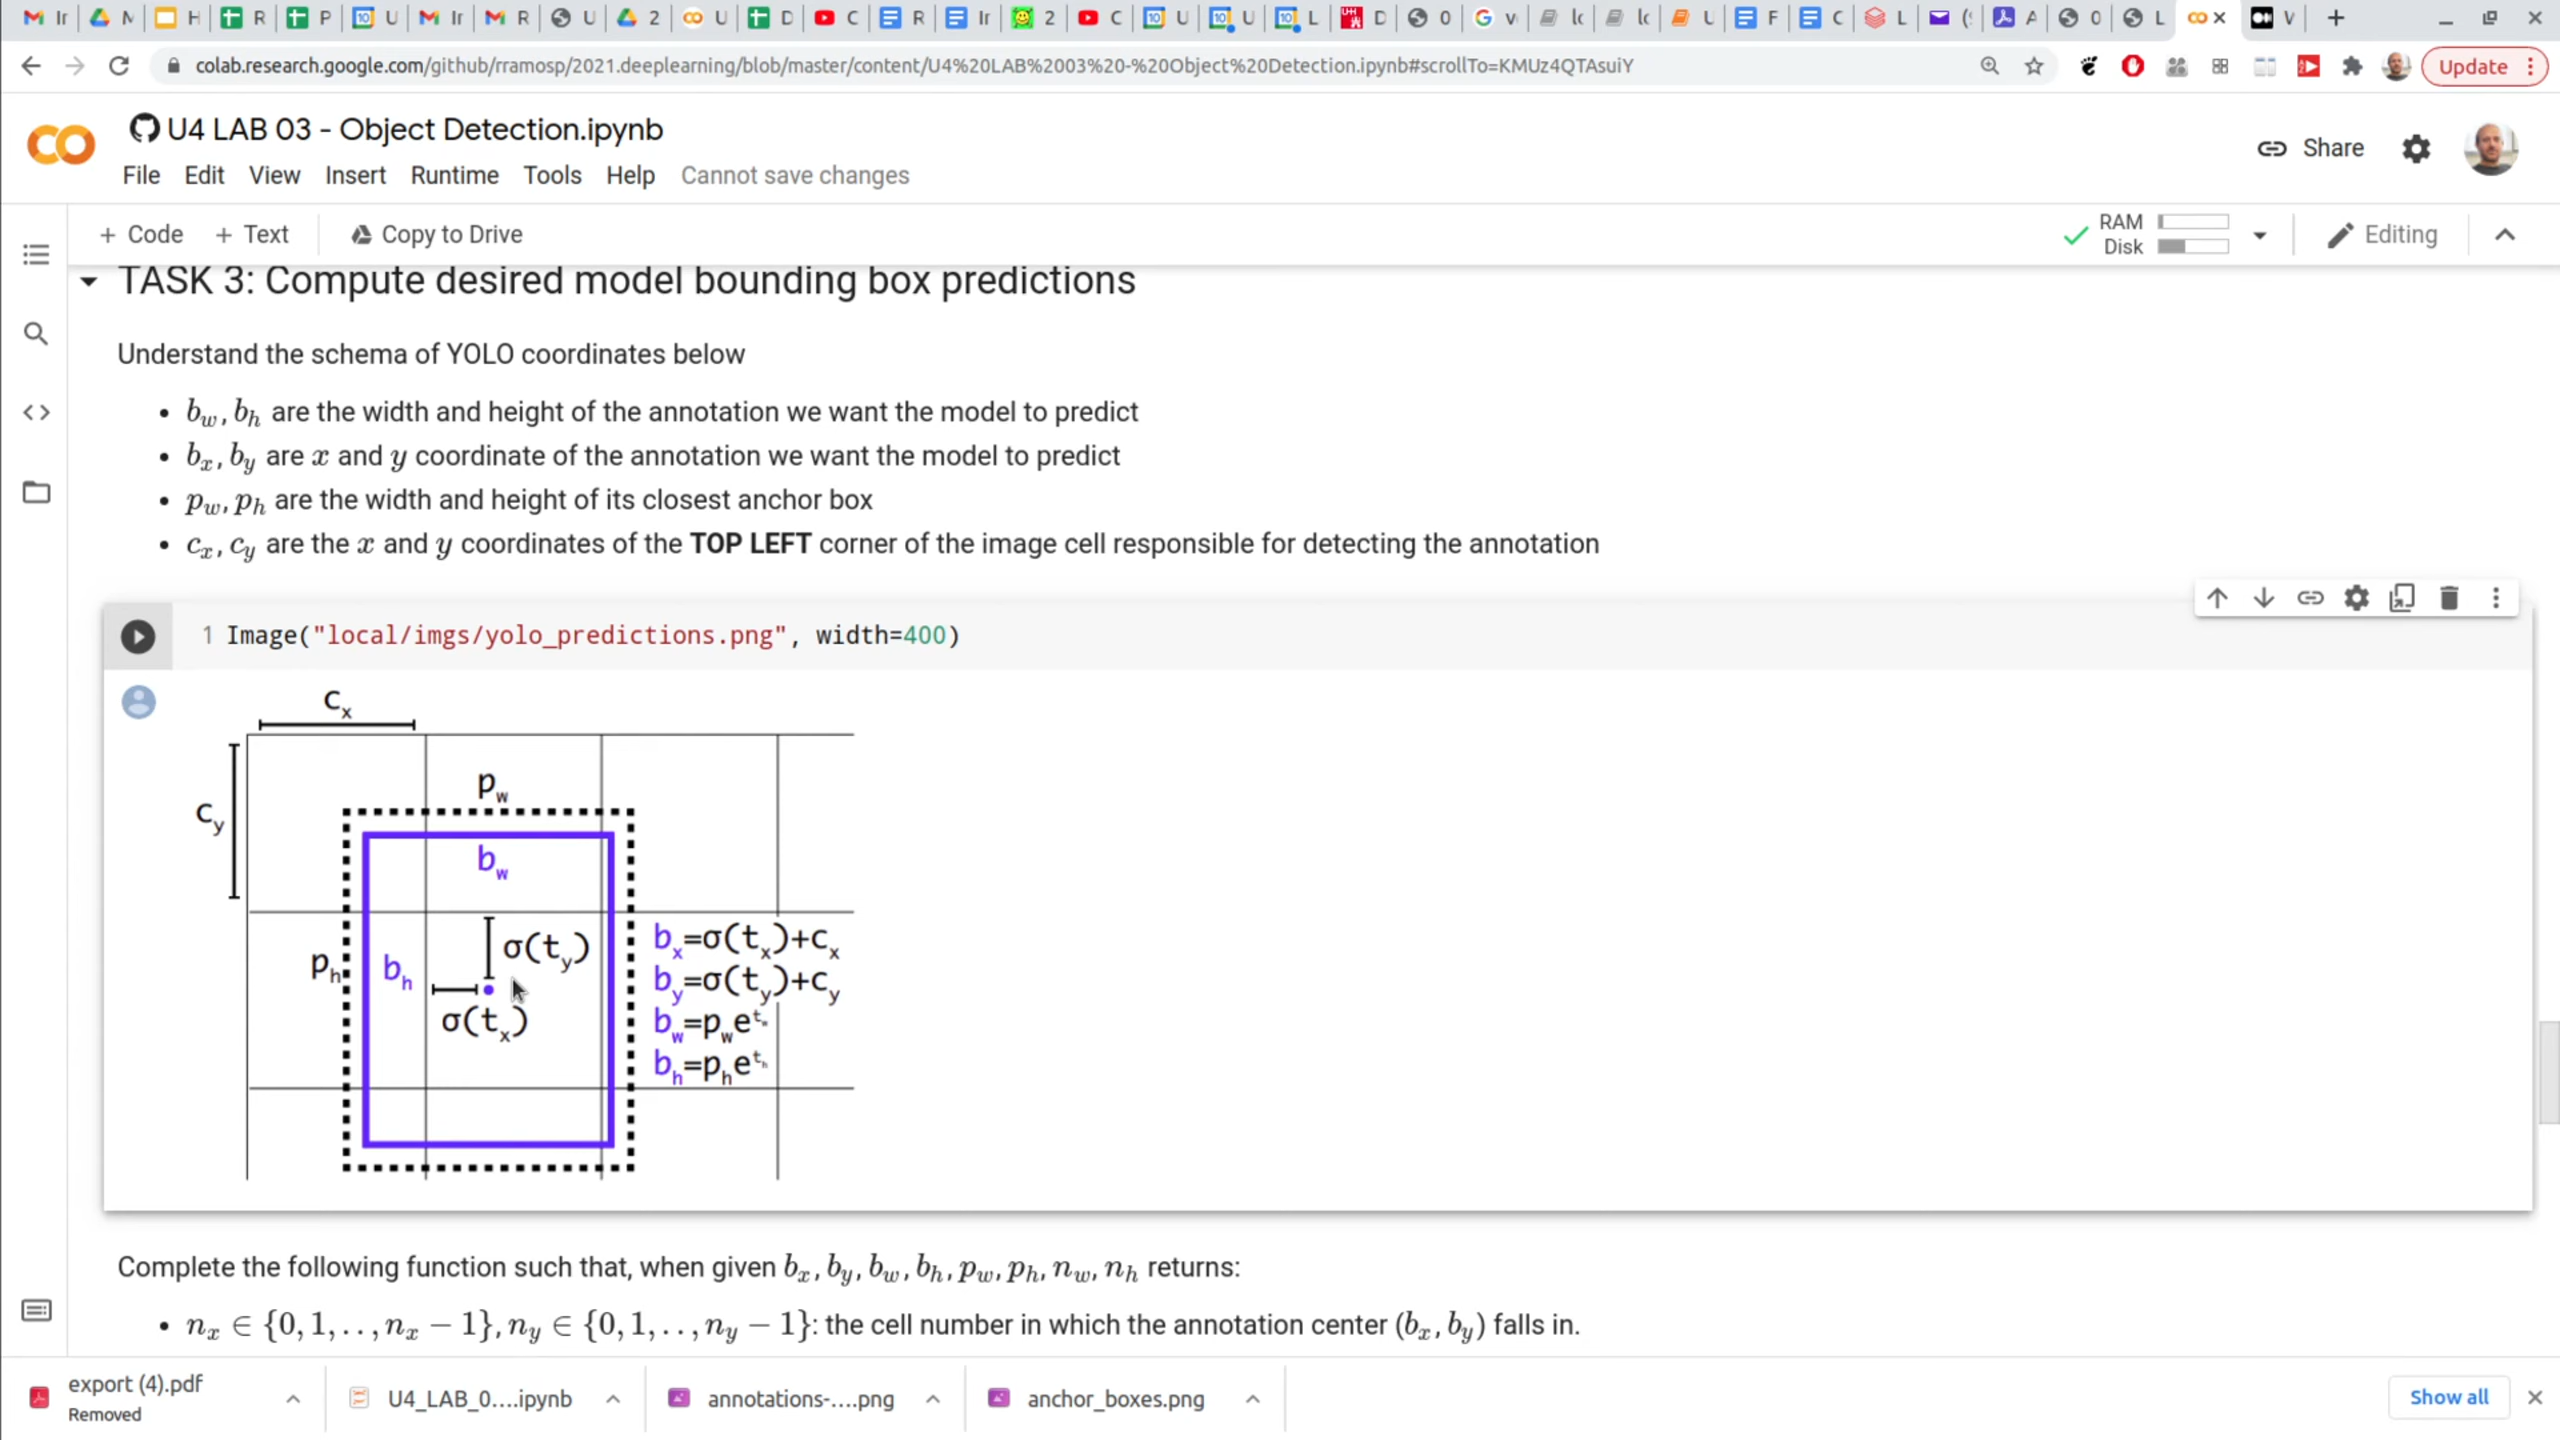 colab.research.google.com/github/rramosp/2021.deeplearning/blob/master/content/U4%20LAB%2003%20-%20Object%20Detection.ipynb#scrollTo=KMUz4QTAsuiY
Update
U4 LAB 03 - Object Detection.ipynb
File Edit View Insert Runtime Tools Help Cannot save changes
Share
+ Code + Text Copy to Drive
RAM
Disk
Editing
TASK 3: Compute desired model bounding box predictions
Understand the schema of YOLO coordinates below
• b_w, b_h are the width and height of the annotation we want the model to predict
• b_x, b_y are x and y coordinate of the annotation we want the model to predict
• p_w, p_h are the width and height of its closest anchor box
• c_x, c_y are the x and y coordinates of the TOP LEFT corner of the image cell responsible for detecting the annotation
1 Image("local/imgs/yolo_predictions.png", width=400)
c_x
c_y
p_w
b_w
p_h
b_h
σ(t_y)
σ(t_x)
b_x=σ(t_x)+c_x
b_y=σ(t_y)+c_y
b_w=p_w e^t
b_h=p_h e^t_h
Complete the following function such that, when given b_x, b_y, b_w, b_h, p_w, p_h, n_w, n_h returns:
• n_x ∈ {0, 1, . . , n_x − 1}, n_y ∈ {0, 1, . . , n_y − 1}: the cell number in which the annotation center (b_x, b_y) falls in.
export (4).pdf
Removed
U4_LAB_0....ipynb
annotations-....png
anchor_boxes.png
Show all